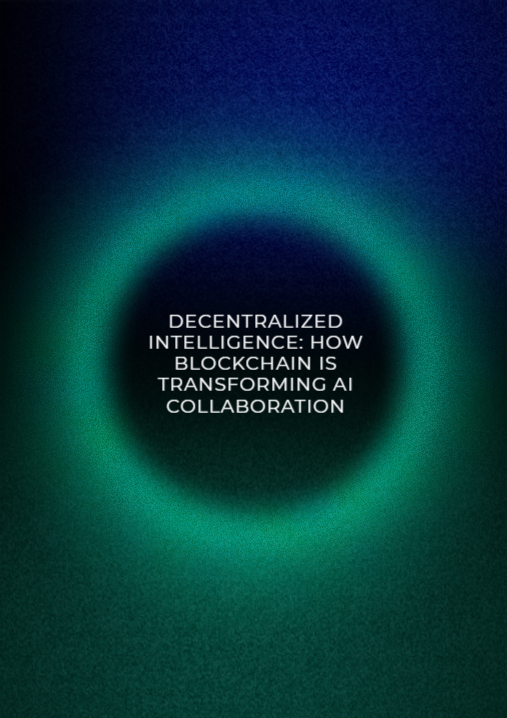 DECENTRALIZED
INTELLIGENCE: HOW
BLOCKCHAIN IS
TRANSFORMING AI
COLLABORATION